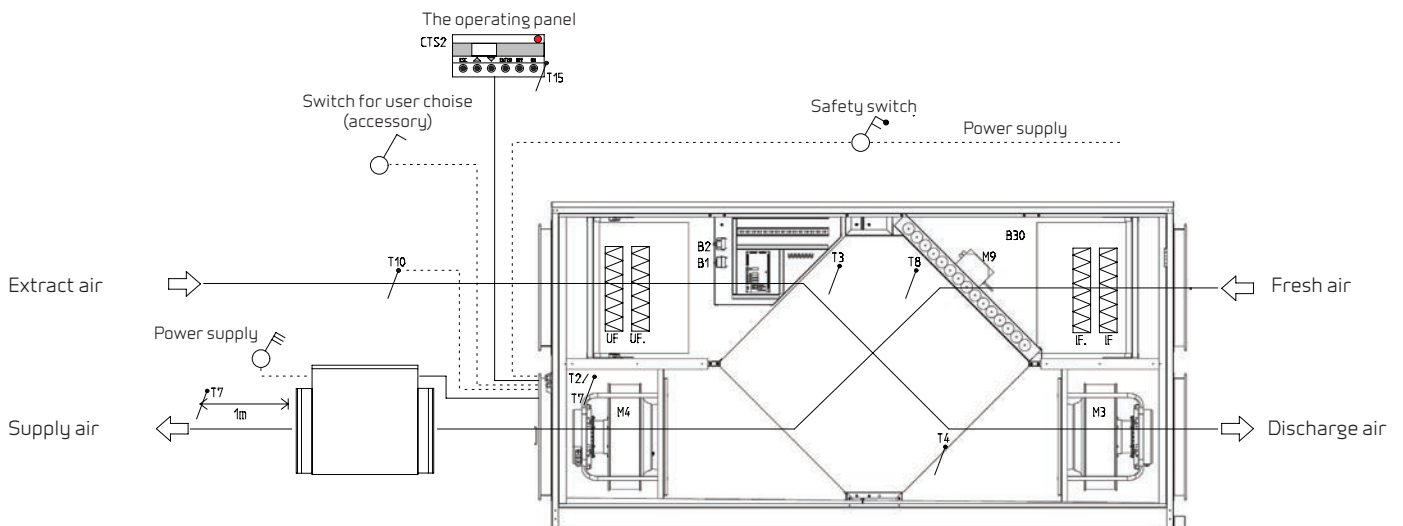 The operating panel
CTS2
ESC ENTER OFF ON
T15
Switch for user choise
(accessory)
Safety switch
Power supply
B2
B1
B30
M9
T10
T3
T8
Extract air
Fresh air
UF
UF.
IF.
IF
Power supply
T7
1m
T2/
T7
M4
M3
T4
Supply air
Discharge air